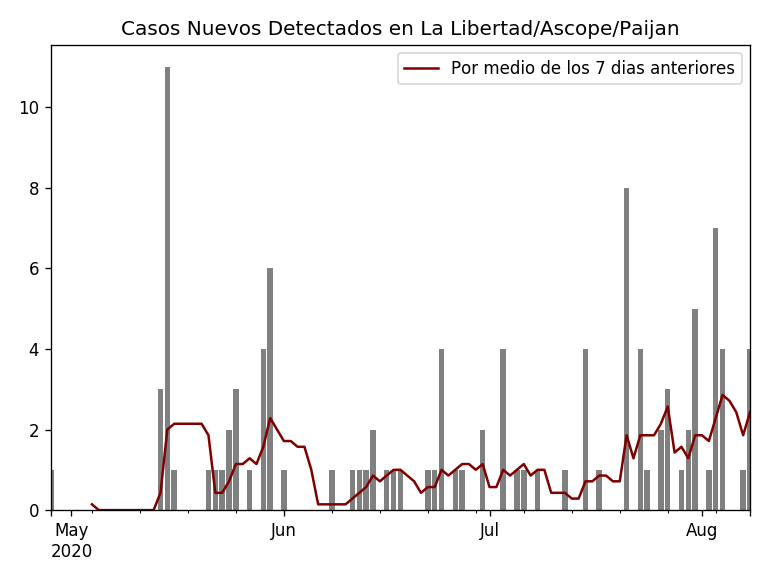 Casos Nuevos Detectados en La Libertad/Ascope/Paijan
Por medio de los 7 dias anteriores
10
8
6
4
2
0
May
2020
Jun
Jul
Aug